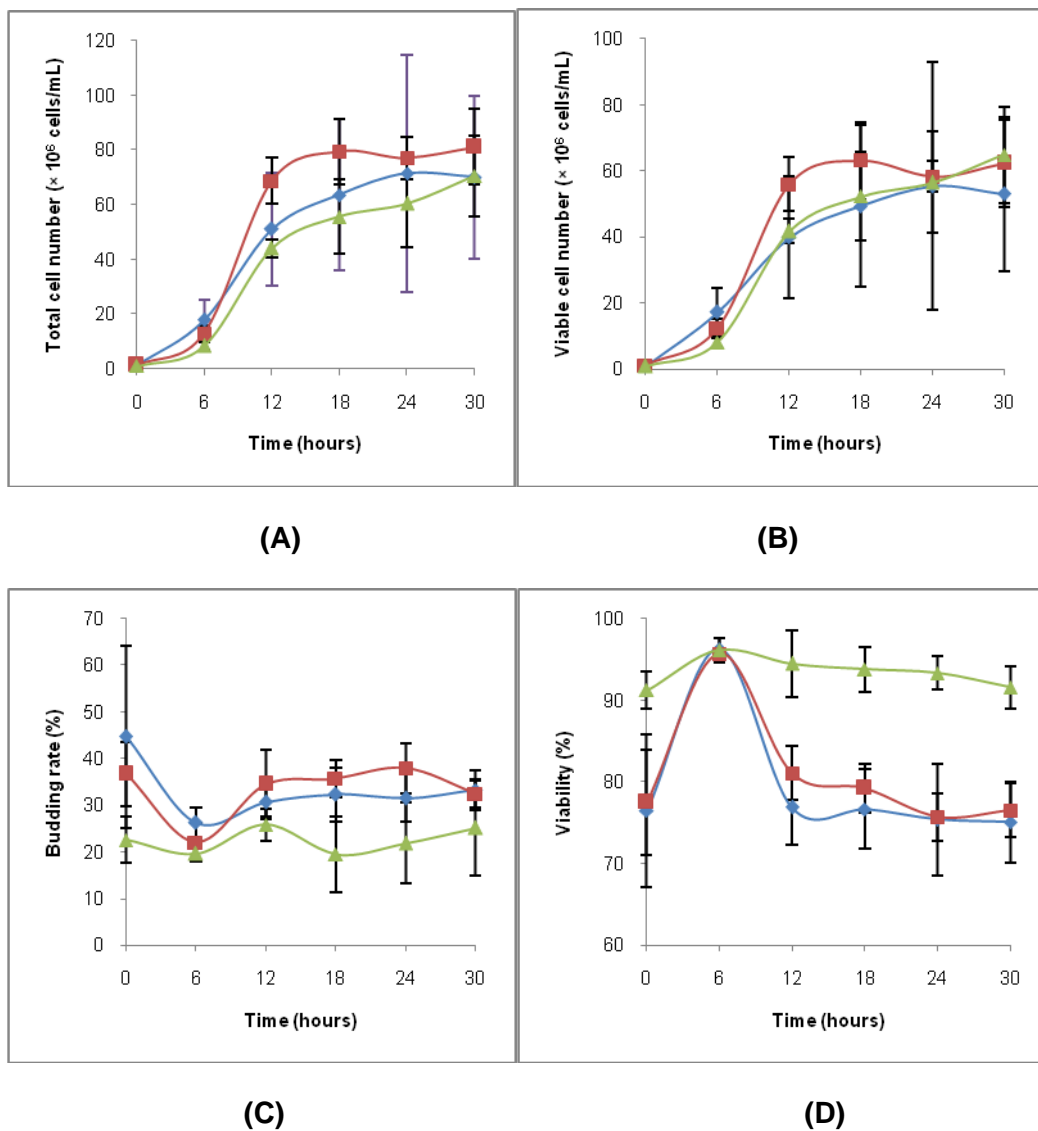 120
100
80
60
40
20
0
Total cell number (× 10⁶ cells/mL)
0 6 12 18 24 30
Time (hours)
(A)
100
80
60
40
20
0
Viable cell number (× 10⁶ cells/mL)
0 6 12 18 24 30
Time (hours)
(B)
70
60
50
40
30
20
10
0
Budding rate (%)
0 6 12 18 24 30
Time (hours)
(C)
100
90
80
70
60
Viability (%)
0 6 12 18 24 30
Time (hours)
(D)